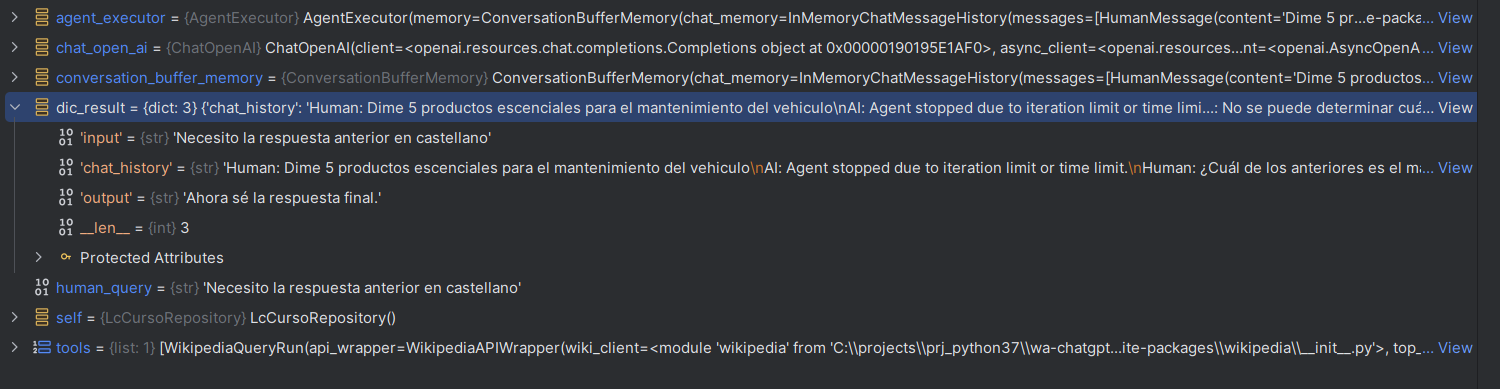 agent_executor = {AgentExecutor} AgentExecutor(memory=ConversationBufferMemory(chat_memory=InMemoryChatMessageHistory(messages=[HumanMessage(content='Dime 5 pr...e-packa... View
chat_open_ai = {ChatOpenAI} ChatOpenAI(client=<openai.resources.chat.completions.Completions object at 0x00000190195E1AF0>, async_client=<openai.resources...nt=<openai.AsyncOpenA... View
conversation_buffer_memory = {ConversationBufferMemory} ConversationBufferMemory(chat_memory=InMemoryChatMessageHistory(messages=[HumanMessage(content='Dime 5 productos... View
dic_result = {dict: 3} {'chat_history': 'Human: Dime 5 productos escenciales para el mantenimiento del vehiculo\nAI: Agent stopped due to iteration limit or time limi...: No se puede determinar cuá... View
'input' = {str} 'Necesito la respuesta anterior en castellano'
'chat_history' = {str} 'Human: Dime 5 productos escenciales para el mantenimiento del vehiculo\nAI: Agent stopped due to iteration limit or time limit.\nHuman: ¿Cuál de los anteriores es el ma... View
'output' = {str} 'Ahora sé la respuesta final.'
__len__ = {int} 3
Protected Attributes
human_query = {str} 'Necesito la respuesta anterior en castellano'
self = {LcCursoRepository} LcCursoRepository()
tools = {list: 1} [WikipediaQueryRun(api_wrapper=WikipediaAPIWrapper(wiki_client=<module 'wikipedia' from 'C:\\projects\\prj_python37\\wa-chatgpt...ite-packages\\wikipedia\\__init__.py'>, top_... View